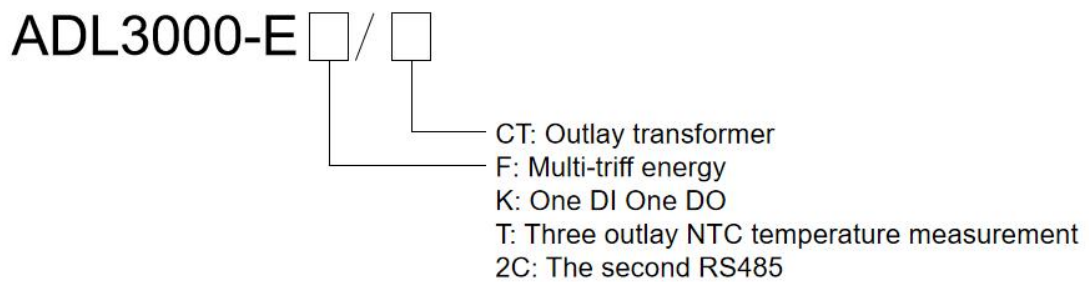 ADL3000-E □/ □
CT: Outlay transformer
F: Multi-triff energy
K: One DI One DO
T: Three outlay NTC temperature measurement
2C: The second RS485